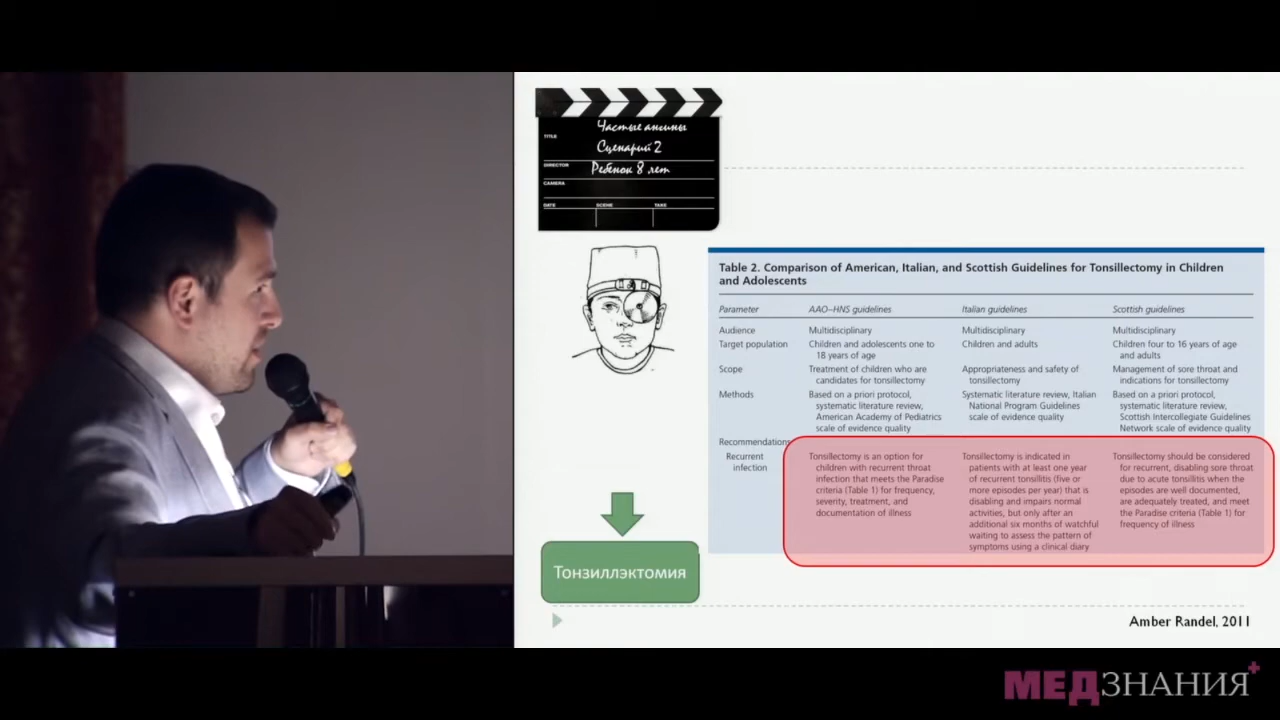 TITLE
Частые ангины
Сценарий 2
DIRECTOR
Ребенок 8 лет
CAMERA
DATE SCENE TAKE
Table 2. Comparison of American, Italian, and Scottish Guidelines for Tonsillectomy in Children
and Adolescents
Parameter AAO–HNS guidelines Italian guidelines Scottish guidelines
Audience Multidisciplinary Multidisciplinary Multidisciplinary
Target population Children and adolescents one to Children and adults Children four to 16 years of age
18 years of age and adults
Scope Treatment of children who are Appropriateness and safety of Management of sore throat and
candidates for tonsillectomy tonsillectomy indications for tonsillectomy
Methods Based on a priori protocol, Systematic literature review, Italian Based on a priori protocol,
systematic literature review, National Program Guidelines systematic literature review,
American Academy of Pediatrics scale of evidence quality Scottish Intercollegiate Guidelines
scale of evidence quality Network scale of evidence quality
Recommendations
Recurrent Tonsillectomy is an option for Tonsillectomy is indicated in Tonsillectomy should be considered
infection children with recurrent throat patients with at least one year for recurrent, disabling sore throat
infection that meets the Paradise of recurrent tonsillitis (five or due to acute tonsillitis when the
criteria (Table 1) for frequency, more episodes per year) that is episodes are well documented,
severity, treatment, and disabling and impairs normal are adequately treated, and meet
documentation of illness activities, but only after an the Paradise criteria (Table 1) for
additional six months of watchful frequency of illness
waiting to assess the pattern of
symptoms using a clinical diary
Тонзиллэктомия
Amber Randel, 2011
МЕДЗНАНИЯ+